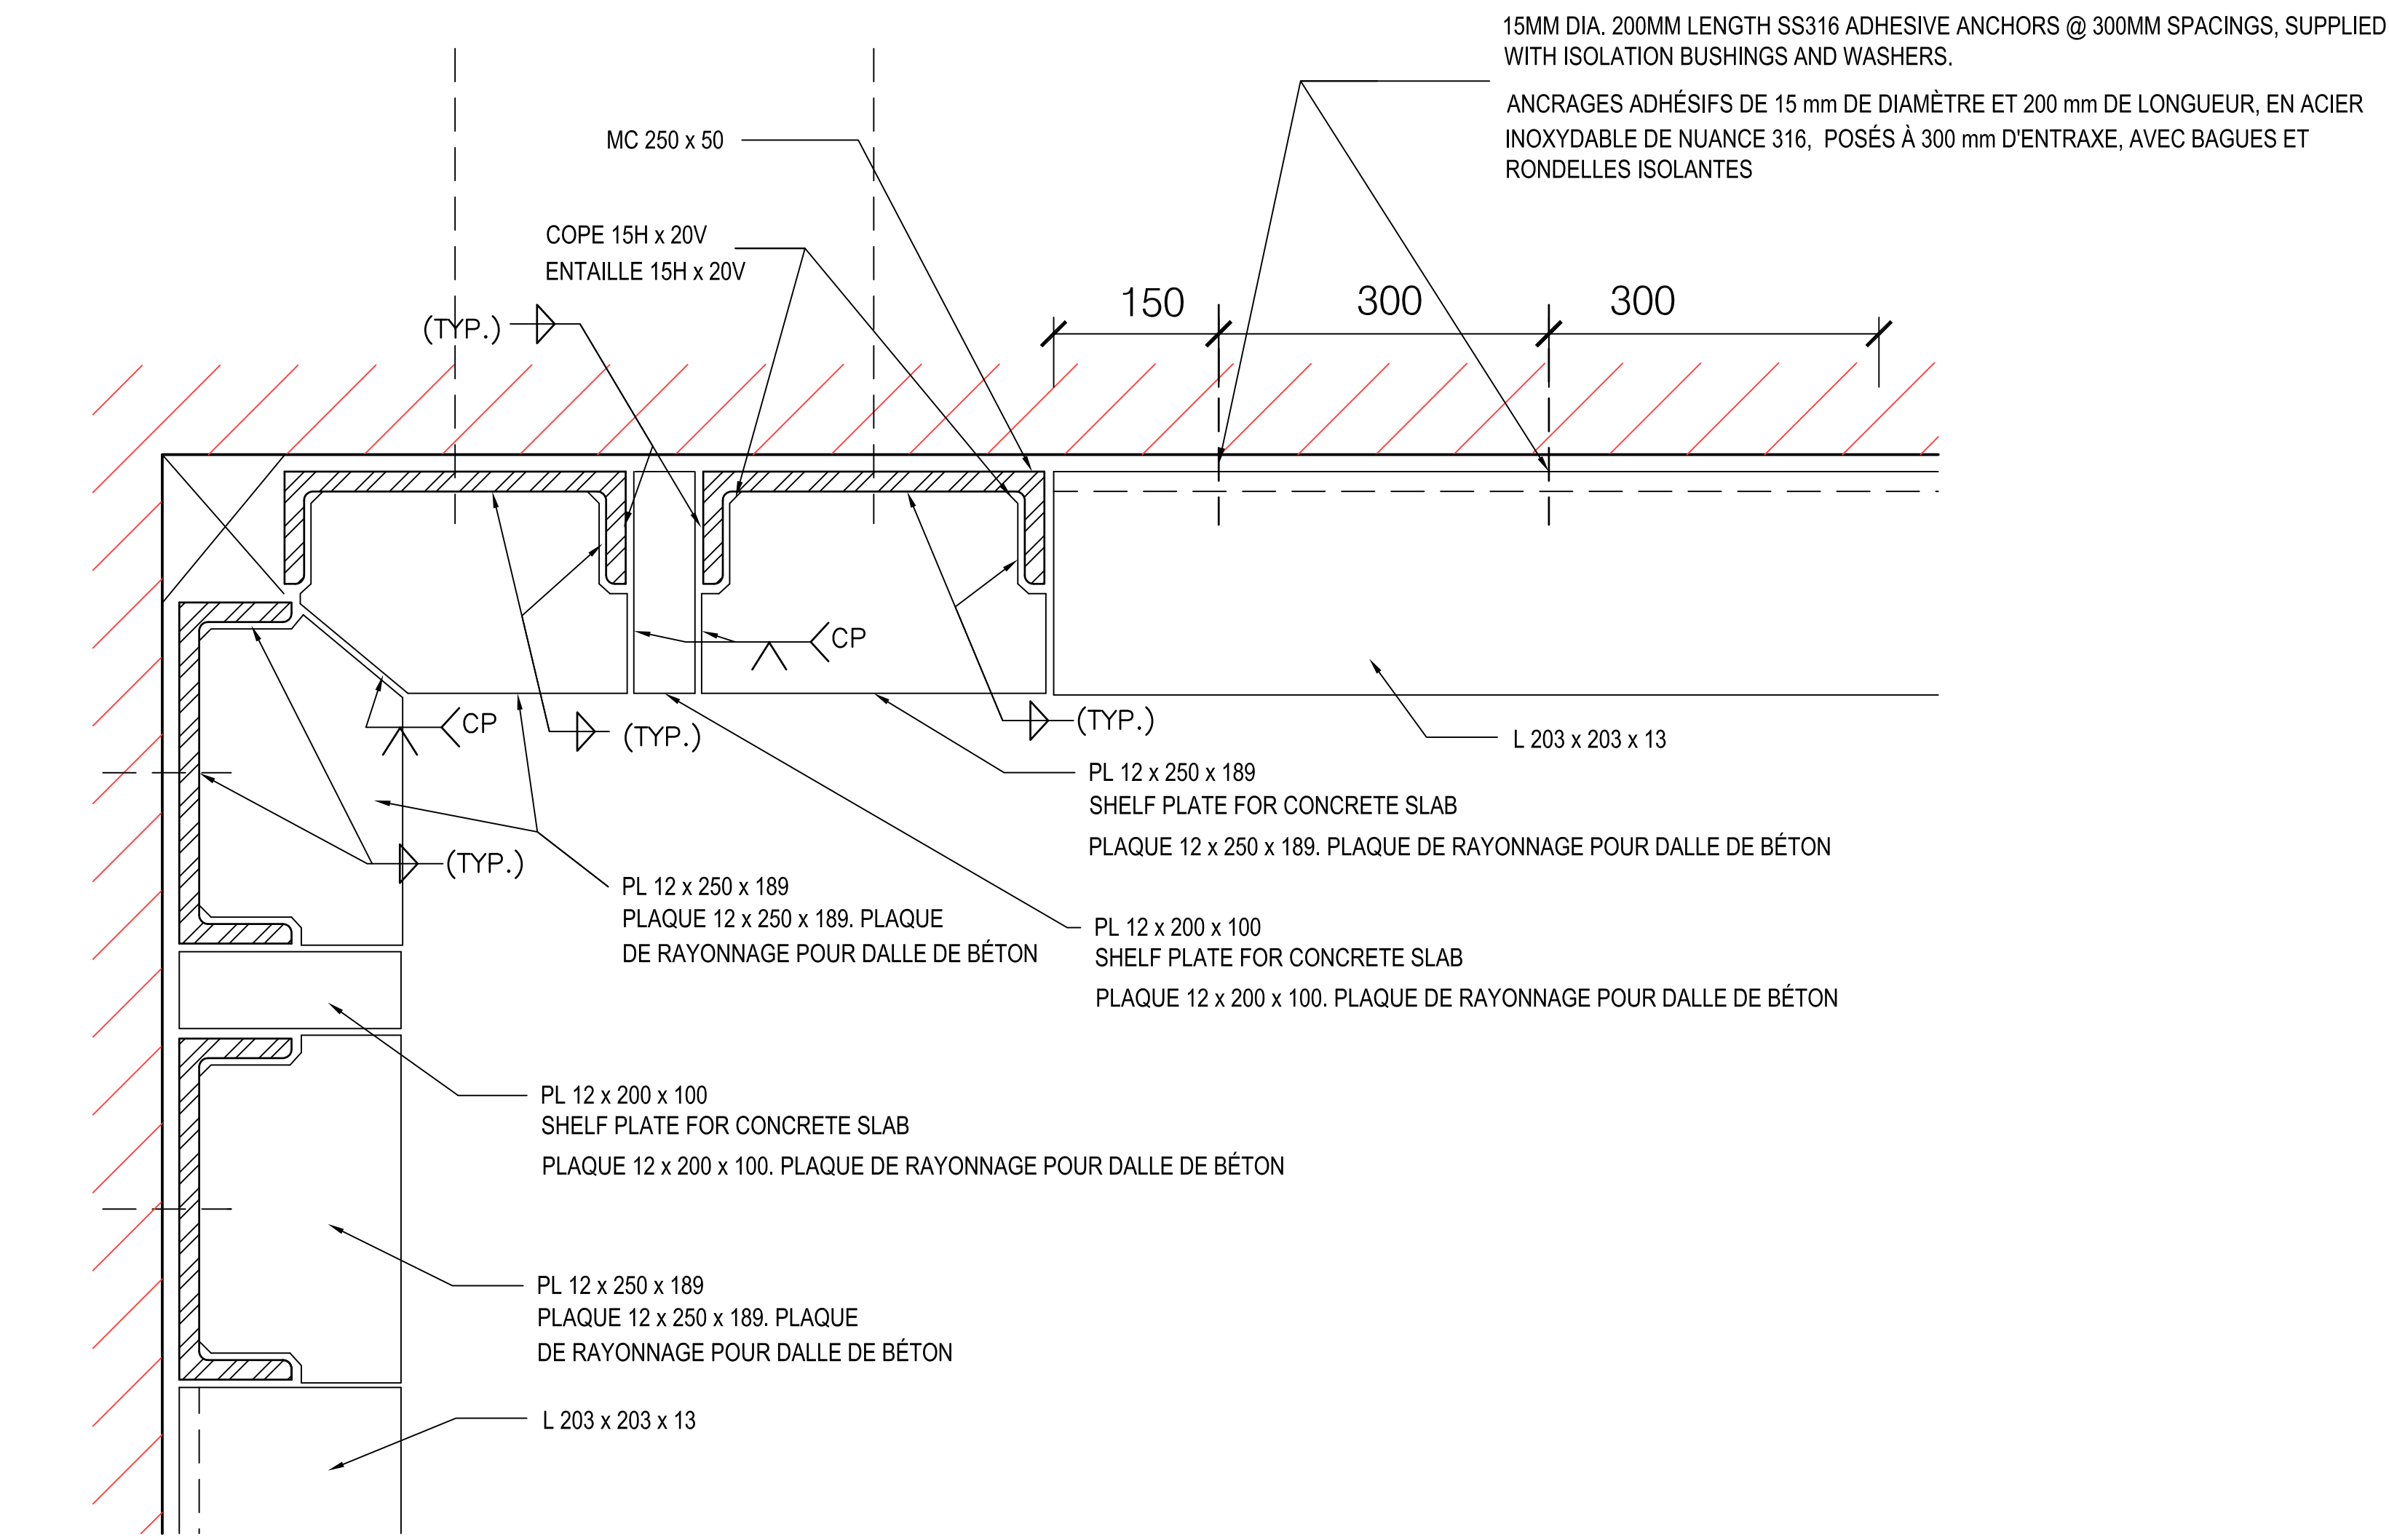 15MM DIA. 200MM LENGTH SS316 ADHESIVE ANCHORS @ 300MM SPACINGS, SUPPLIED
WITH ISOLATION BUSHINGS AND WASHERS.
ANCRAGES ADHÉSIFS DE 15 mm DE DIAMÈTRE ET 200 mm DE LONGUEUR, EN ACIER
INOXYDABLE DE NUANCE 316, POSÉS À 300 mm D'ENTRAXE, AVEC BAGUES ET
RONDELLES ISOLANTES
MC 250 x 50
COPE 15H x 20V
ENTAILLE 15H x 20V
(TYP.)
150
300
300
CP
CP
(TYP.)
(TYP.)
L 203 x 203 x 13
PL 12 x 250 x 189
SHELF PLATE FOR CONCRETE SLAB
PLAQUE 12 x 250 x 189. PLAQUE DE RAYONNAGE POUR DALLE DE BÉTON
(TYP.)
PL 12 x 250 x 189
PLAQUE 12 x 250 x 189. PLAQUE
DE RAYONNAGE POUR DALLE DE BÉTON
PL 12 x 200 x 100
SHELF PLATE FOR CONCRETE SLAB
PLAQUE 12 x 200 x 100. PLAQUE DE RAYONNAGE POUR DALLE DE BÉTON
PL 12 x 200 x 100
SHELF PLATE FOR CONCRETE SLAB
PLAQUE 12 x 200 x 100. PLAQUE DE RAYONNAGE POUR DALLE DE BÉTON
PL 12 x 250 x 189
PLAQUE 12 x 250 x 189. PLAQUE
DE RAYONNAGE POUR DALLE DE BÉTON
L 203 x 203 x 13